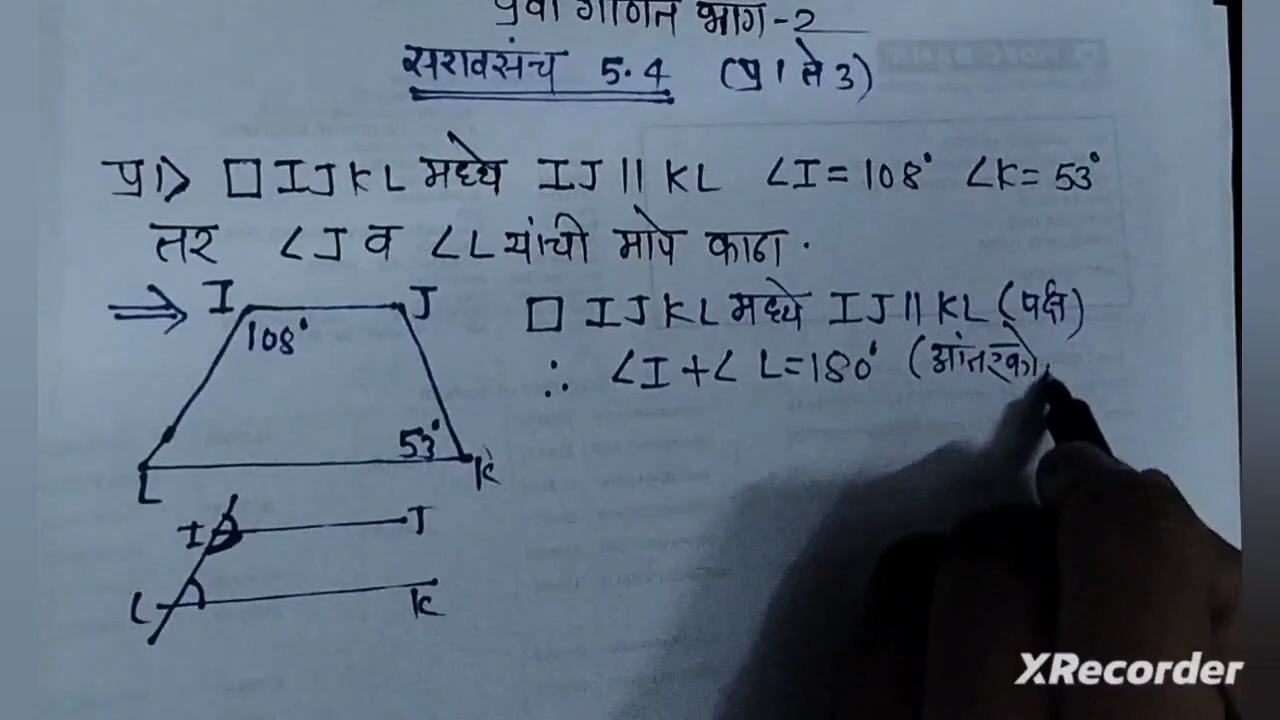 गणित भाग-2
सरावसंच 5.4 (प्र 1 ते 3)
प्र1> □IJKL मध्ये IJ || KL ∠I = 108° ∠K = 53°
तर ∠J व ∠L यांची मापे काढा.
⇒ I J
108°
53°
L K
I J
L K
□ IJKL मध्ये IJ || KL (पक्ष)
∴ ∠I + ∠L = 180° (आंतरको
XRecorder